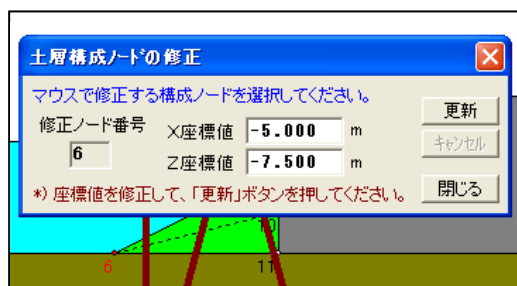 土層構成ノードの修正
マウスで修正する構成ノードを選択してください。
修正ノード番号
6
X座標値 -5.000 m
Z座標値 -7.500 m
更新
キャンセル
閉じる
*) 座標値を修正して、「更新」ボタンを押してください。
10
6
11